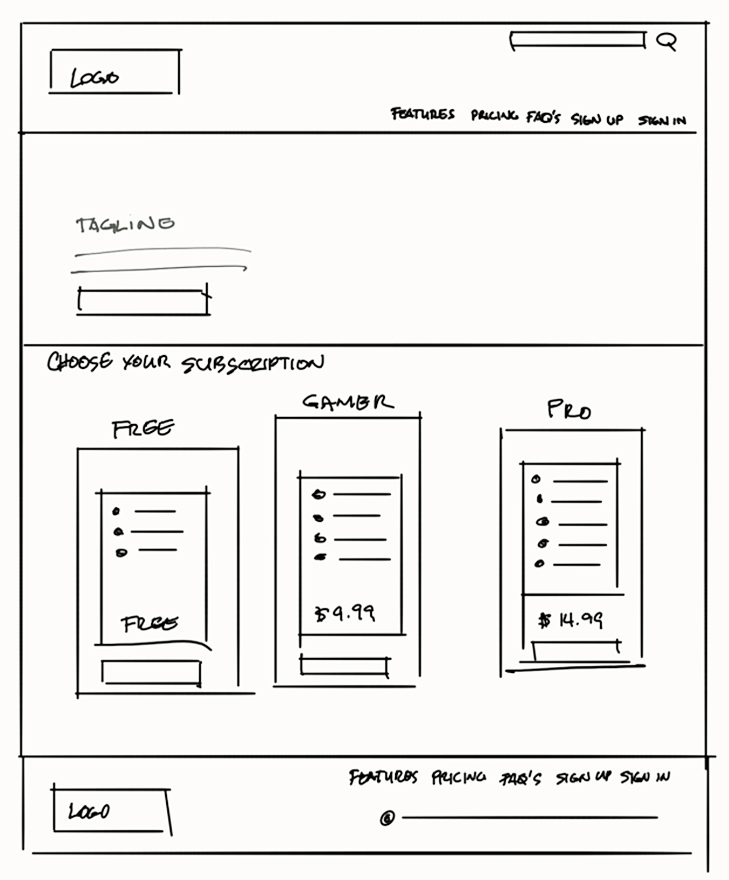 LOGO
FEATURES PRICING FAQ'S SIGN UP SIGN IN
TAGLINE
CHOOSE YOUR SUBSCRIPTION
FREE
GAMER
PRO
FREE
$9.99
$14.99
FEATURES PRICING FAQ'S SIGN UP SIGN IN
LOGO
©